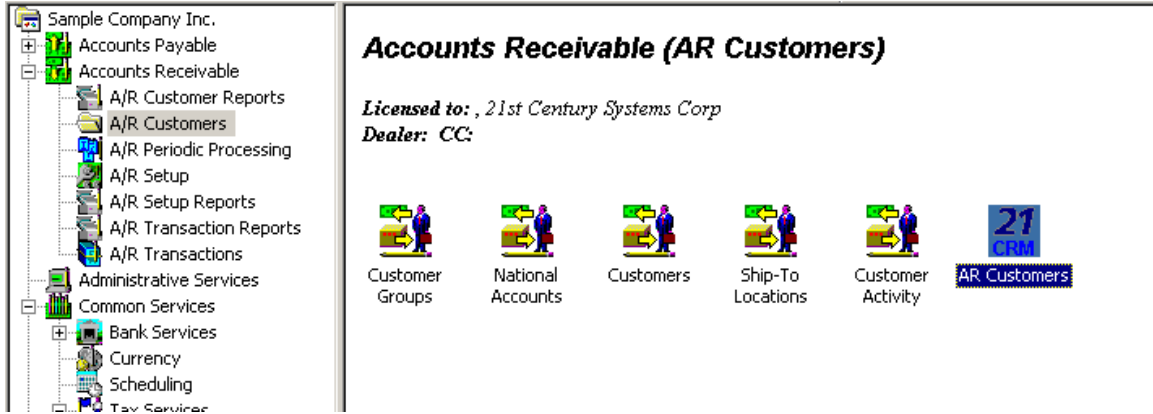 Sample Company Inc.
Accounts Payable
Accounts Receivable
A/R Customer Reports
A/R Customers
A/R Periodic Processing
A/R Setup
A/R Setup Reports
A/R Transaction Reports
A/R Transactions
Administrative Services
Common Services
Bank Services
Currency
Scheduling
Tax Services
Accounts Receivable (AR Customers)
Licensed to: , 21st Century Systems Corp
Dealer: CC:
Customer
Groups
National
Accounts
Customers
Ship-To
Locations
Customer
Activity
21
CRM
AR Customers